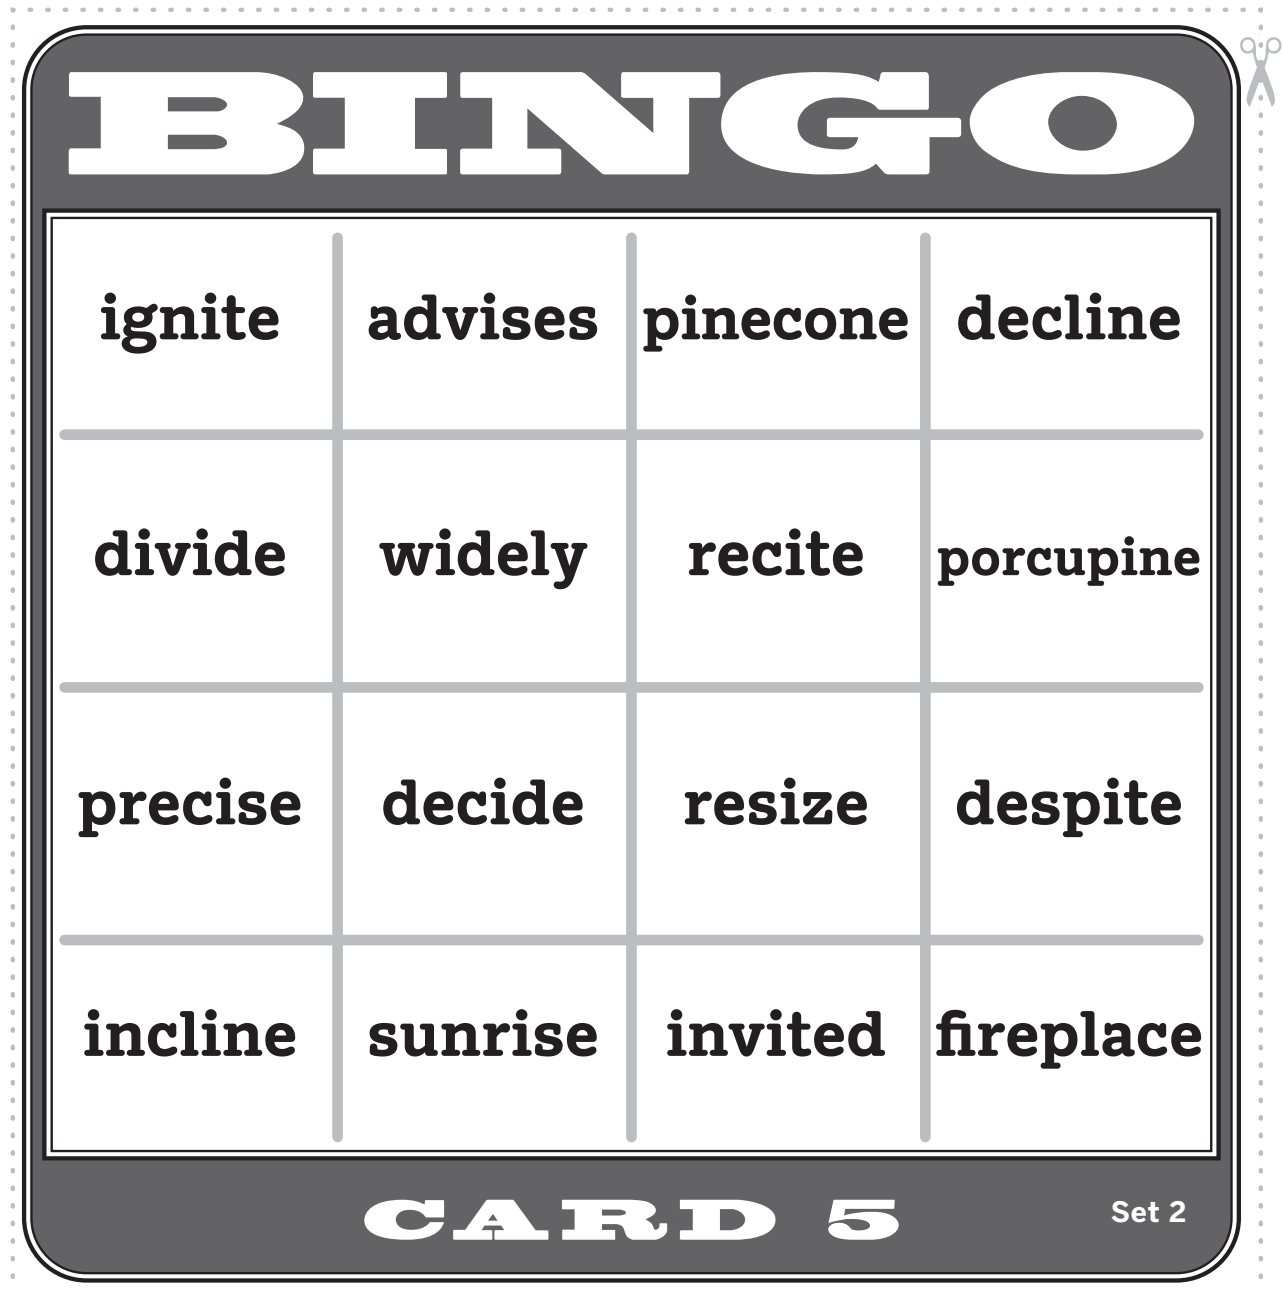 BINGO
ignite advises pinecone decline
divide widely recite porcupine
precise decide resize despite
incline sunrise invited fireplace
CARD 5 Set 2